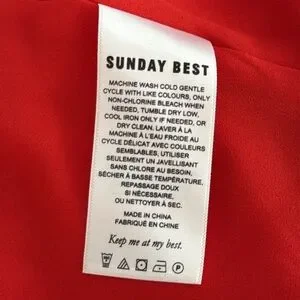 SUNDAY BEST
MACHINE WASH COLD GENTLE
CYCLE WITH LIKE COLOURS, ONLY
NON-CHLORINE BLEACH WHEN
NEEDED, TUMBLE DRY LOW,
COOL IRON ONLY IF NEEDED, OR
DRY CLEAN. LAVER À LA
MACHINE À L'EAU FROIDE AU
CYCLE DÉLICAT AVEC COULEURS
SEMBLABLES, UTILISER
SEULEMENT UN JAVELLISANT
SANS CHLORE AU BESOIN,
SÉCHER À BASSE TEMPÉRATURE,
REPASSAGE DOUX
SI NÉCESSAIRE,
OU NETTOYER À SEC.
MADE IN CHINA
FABRIQUÉ EN CHINE
Keep me at my best.
P